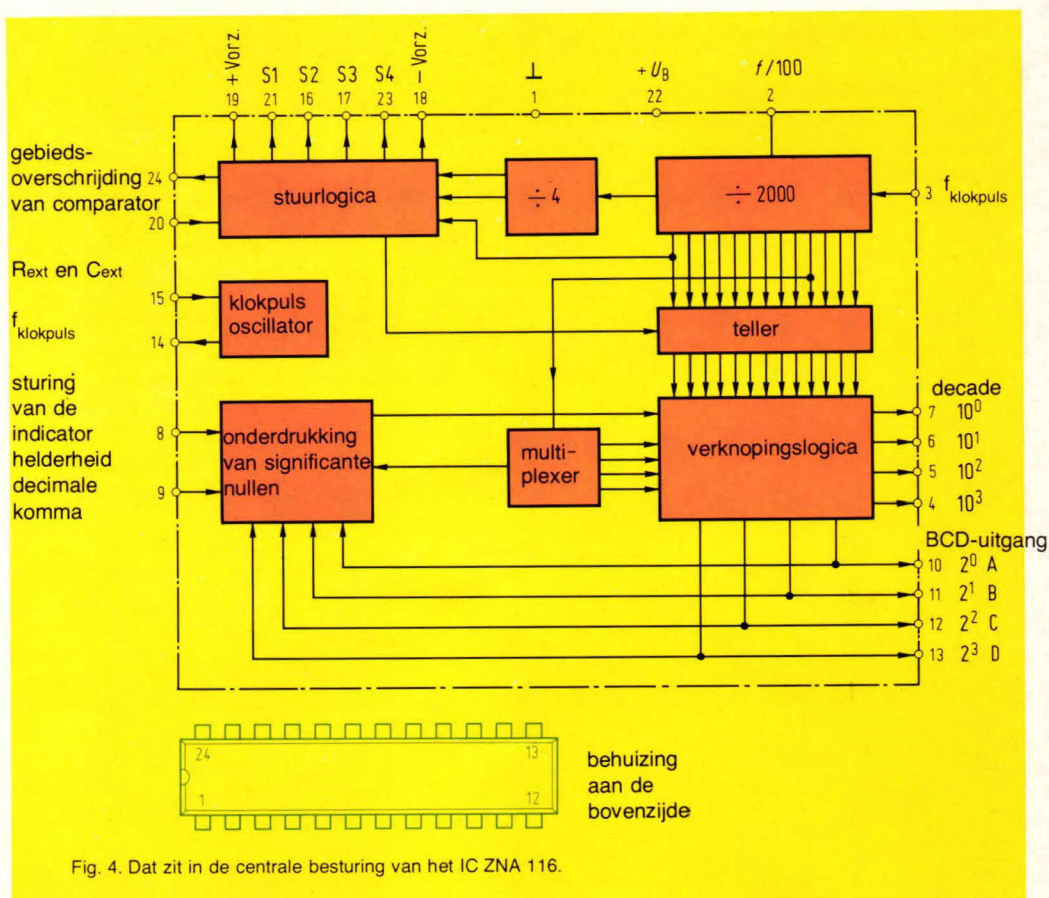 + Vorz.
S1
S2
S3
S4
− Vorz.
⊥
+ U_B
f/100
19
21
16
17
23
18
1
22
2
gebieds-
overschrijding
van comparator
24
20
stuurlogica
÷ 4
÷ 2000
3
f klokpuls
Rext en Cext
15
f klokpuls
14
klokpuls
oscillator
teller
sturing
van de
indicator
helderheid
decimale
komma
8
9
onderdrukking
van significante
nullen
multi-
plexer
verknopingslogica
decade
7 10⁰
6 10¹
5 10²
4 10³
BCD-uitgang
10 2⁰ A
11 2¹ B
12 2² C
13 2³ D
24
13
1
12
behuizing
aan de
bovenzijde
Fig. 4. Dat zit in de centrale besturing van het IC ZNA 116.